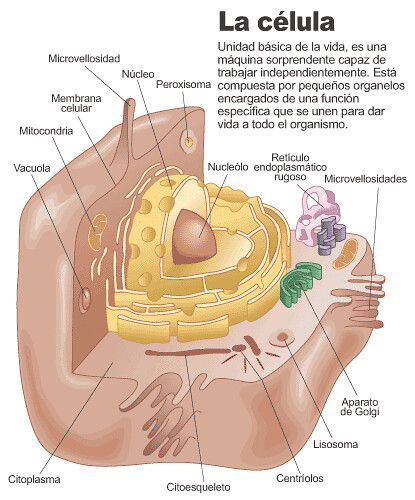 La célula
Unidad básica de la vida, es una
máquina sorprendente capaz de
trabajar independientemente. Está
compuesta por pequeños organelos
encargados de una función
específica que se unen para dar
vida a todo el organismo.
Microvellosidad
Núcleo
Peroxisoma
Membrana
celular
Mitocondria
Vacuola
Nucleólo
Retículo
endoplasmático
rugoso
Microvellosidades
Aparato
de Golgi
Lisosoma
Centríolos
Citoesqueleto
Citoplasma